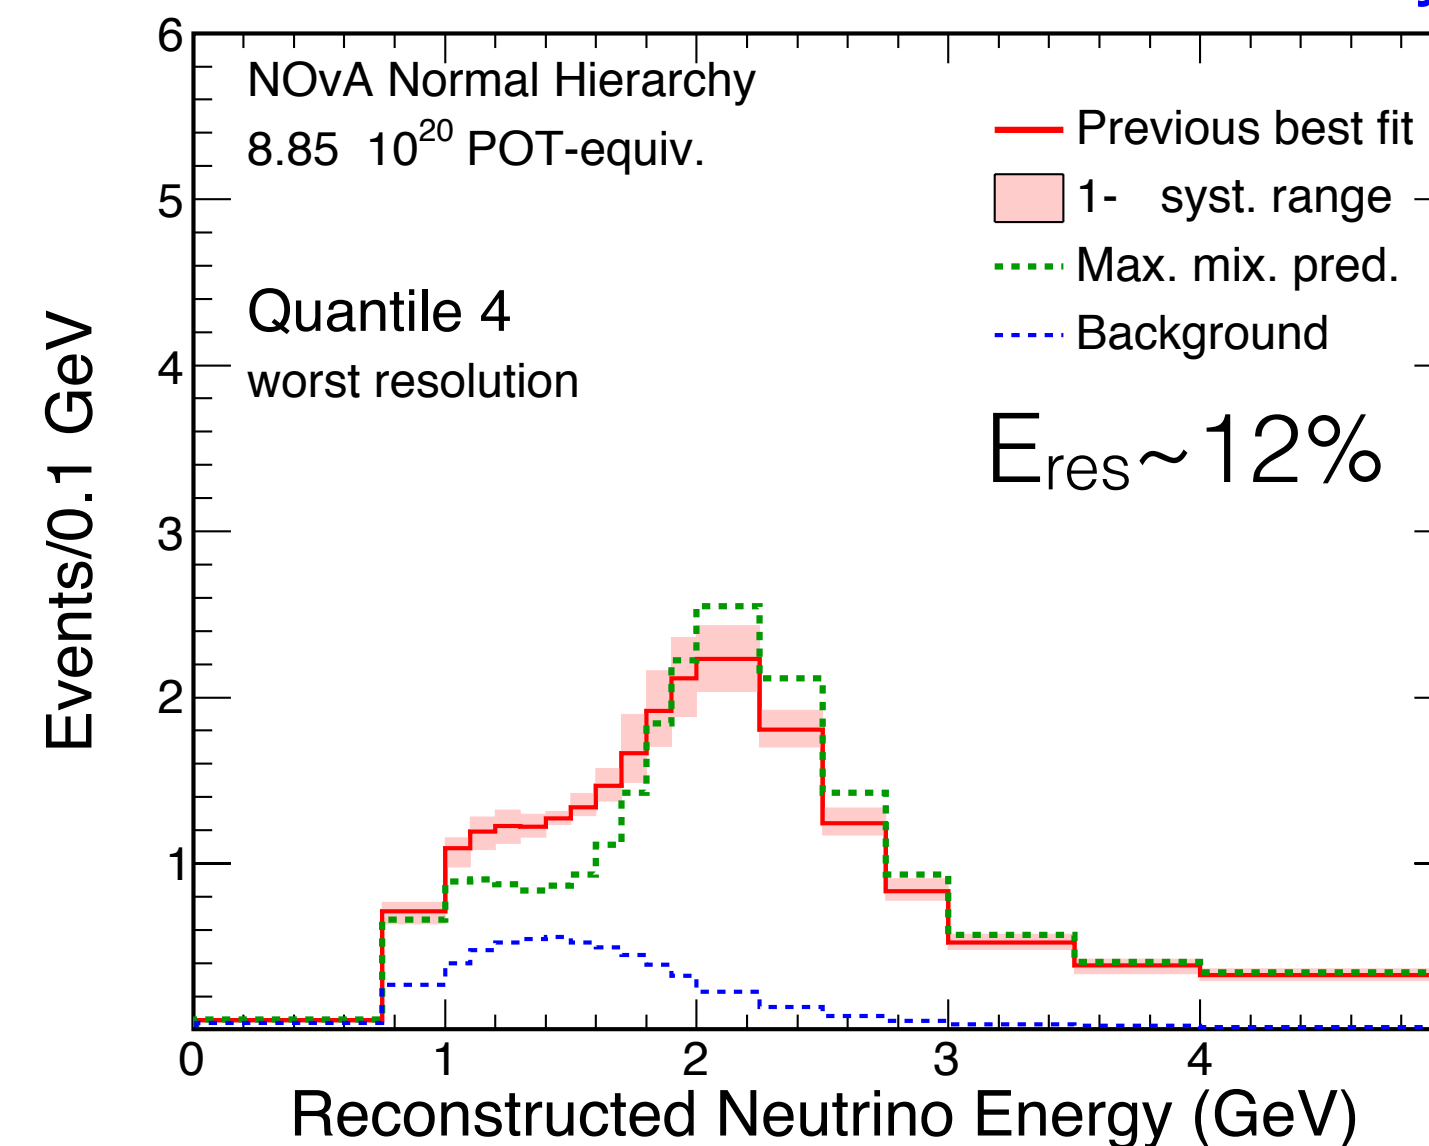 6
NOvA Normal Hierarchy
8.85 10²⁰ POT-equiv.
Previous best fit
5
1- syst. range
Max. mix. pred.
Quantile 4
Background
4
worst resolution
E_res~12%
3
2
1
Events/0.1 GeV
0 1 2 3 4
Reconstructed Neutrino Energy (GeV)